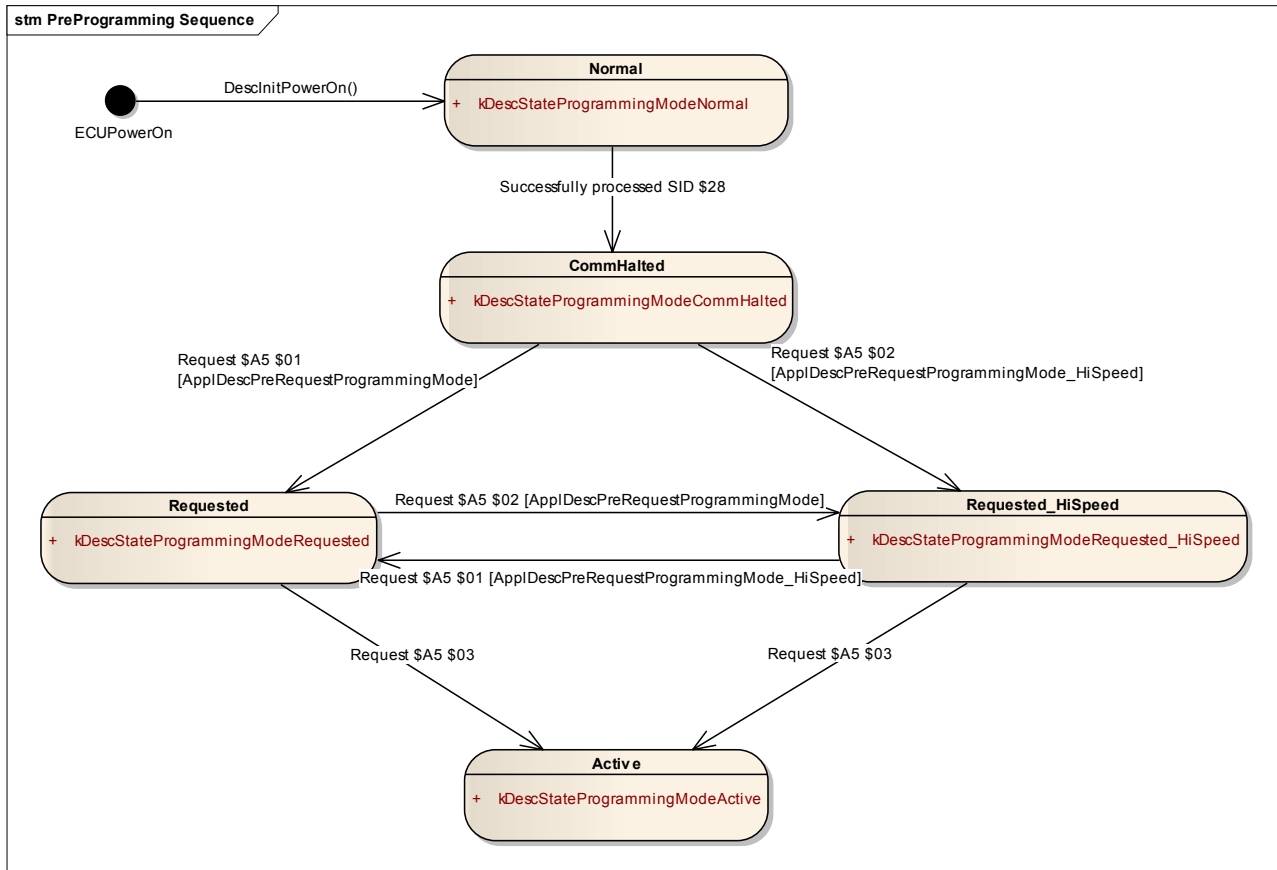 stm PreProgramming Sequence
Normal
+ kDescStateProgrammingModeNormal
DescInitPowerOn()
ECUPowerOn
Successfully processed SID $28
CommHalted
+ kDescStateProgrammingModeCommHalted
Request $A5 $01
[ApplDescPreRequestProgrammingMode]
Request $A5 $02
[ApplDescPreRequestProgrammingMode_HiSpeed]
Requested
+ kDescStateProgrammingModeRequested
Request $A5 $02 [ApplDescPreRequestProgrammingMode]
Requested_HiSpeed
+ kDescStateProgrammingModeRequested_HiSpeed
Request $A5 $01 [ApplDescPreRequestProgrammingMode_HiSpeed]
Request $A5 $03
Request $A5 $03
Active
+ kDescStateProgrammingModeActive